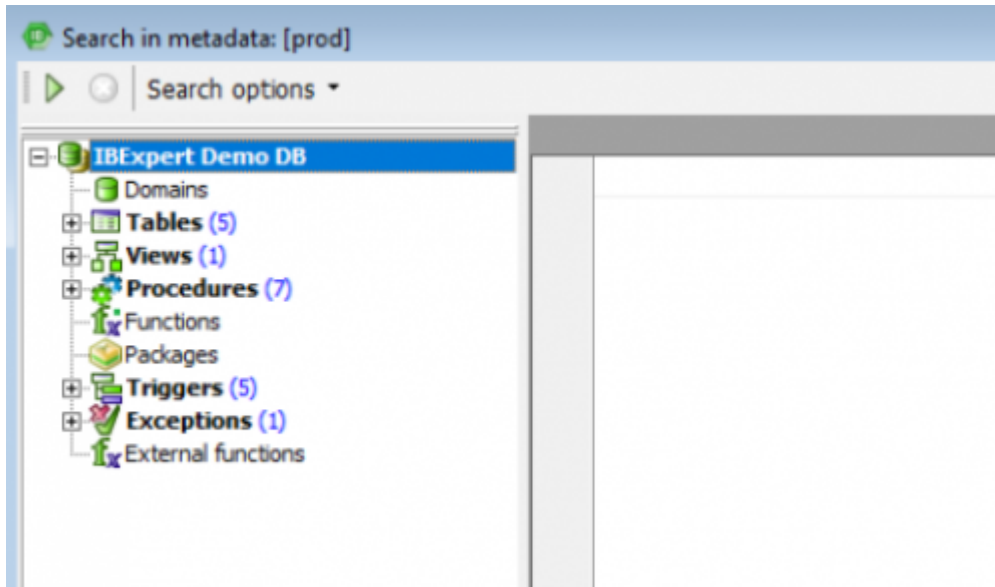 Search in metadata: [prod]
Search options
IBExpert Demo DB
Domains
Tables (5)
Views (1)
Procedures (7)
Functions
Packages
Triggers (5)
Exceptions (1)
External functions